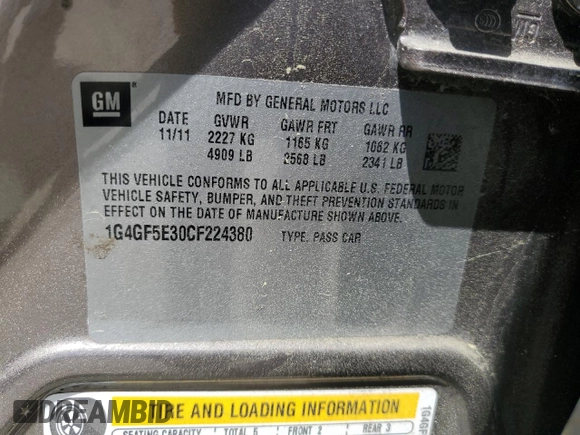 GM
MFD BY GENERAL MOTORS LLC
DATE GVWR GAWR FRT GAWR RR
11/11 2227 KG 1165 KG 1062 KG
4909 LB 2568 LB 2341 LB
THIS VEHICLE CONFORMS TO ALL APPLICABLE U.S. FEDERAL MOTOR
VEHICLE SAFETY, BUMPER, AND THEFT PREVENTION STANDARDS IN
EFFECT ON THE DATE OF MANUFACTURE SHOWN ABOVE.
1G4GF5E30CF224380 TYPE: PASS CAR
TIRE AND LOADING INFORMATION
SEATING CAPACITY TOTAL 5 FRONT 2 REAR 3
1G4GF
DREAMBID